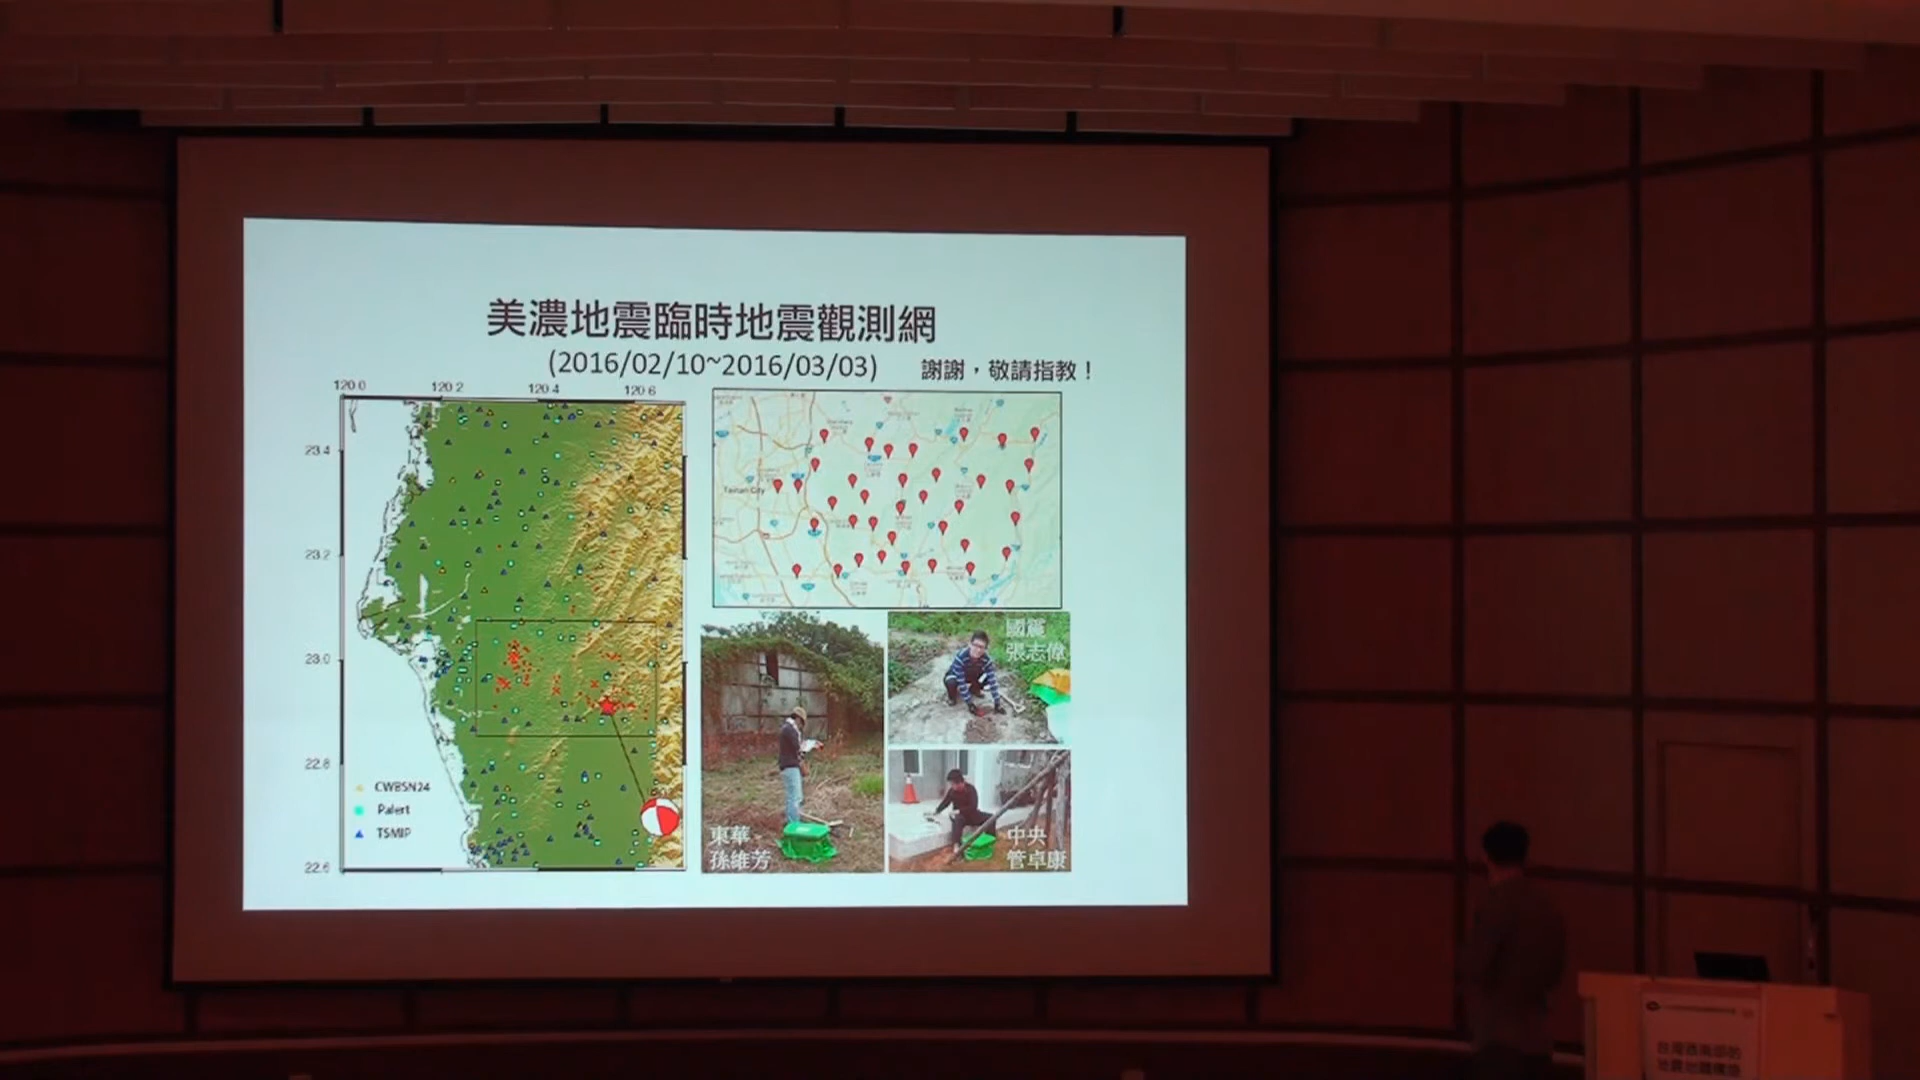 美濃地震臨時地震觀測網
(2016/02/10~2016/03/03)
謝謝，敬請指教！
120.0 120.2 120.4 120.6
23.4
23.2
23.0
22.8
22.6
CWBSN24
Palert
TSMIP
Tainan City
國震
張志偉
東華
孫維芳
中央
管卓康